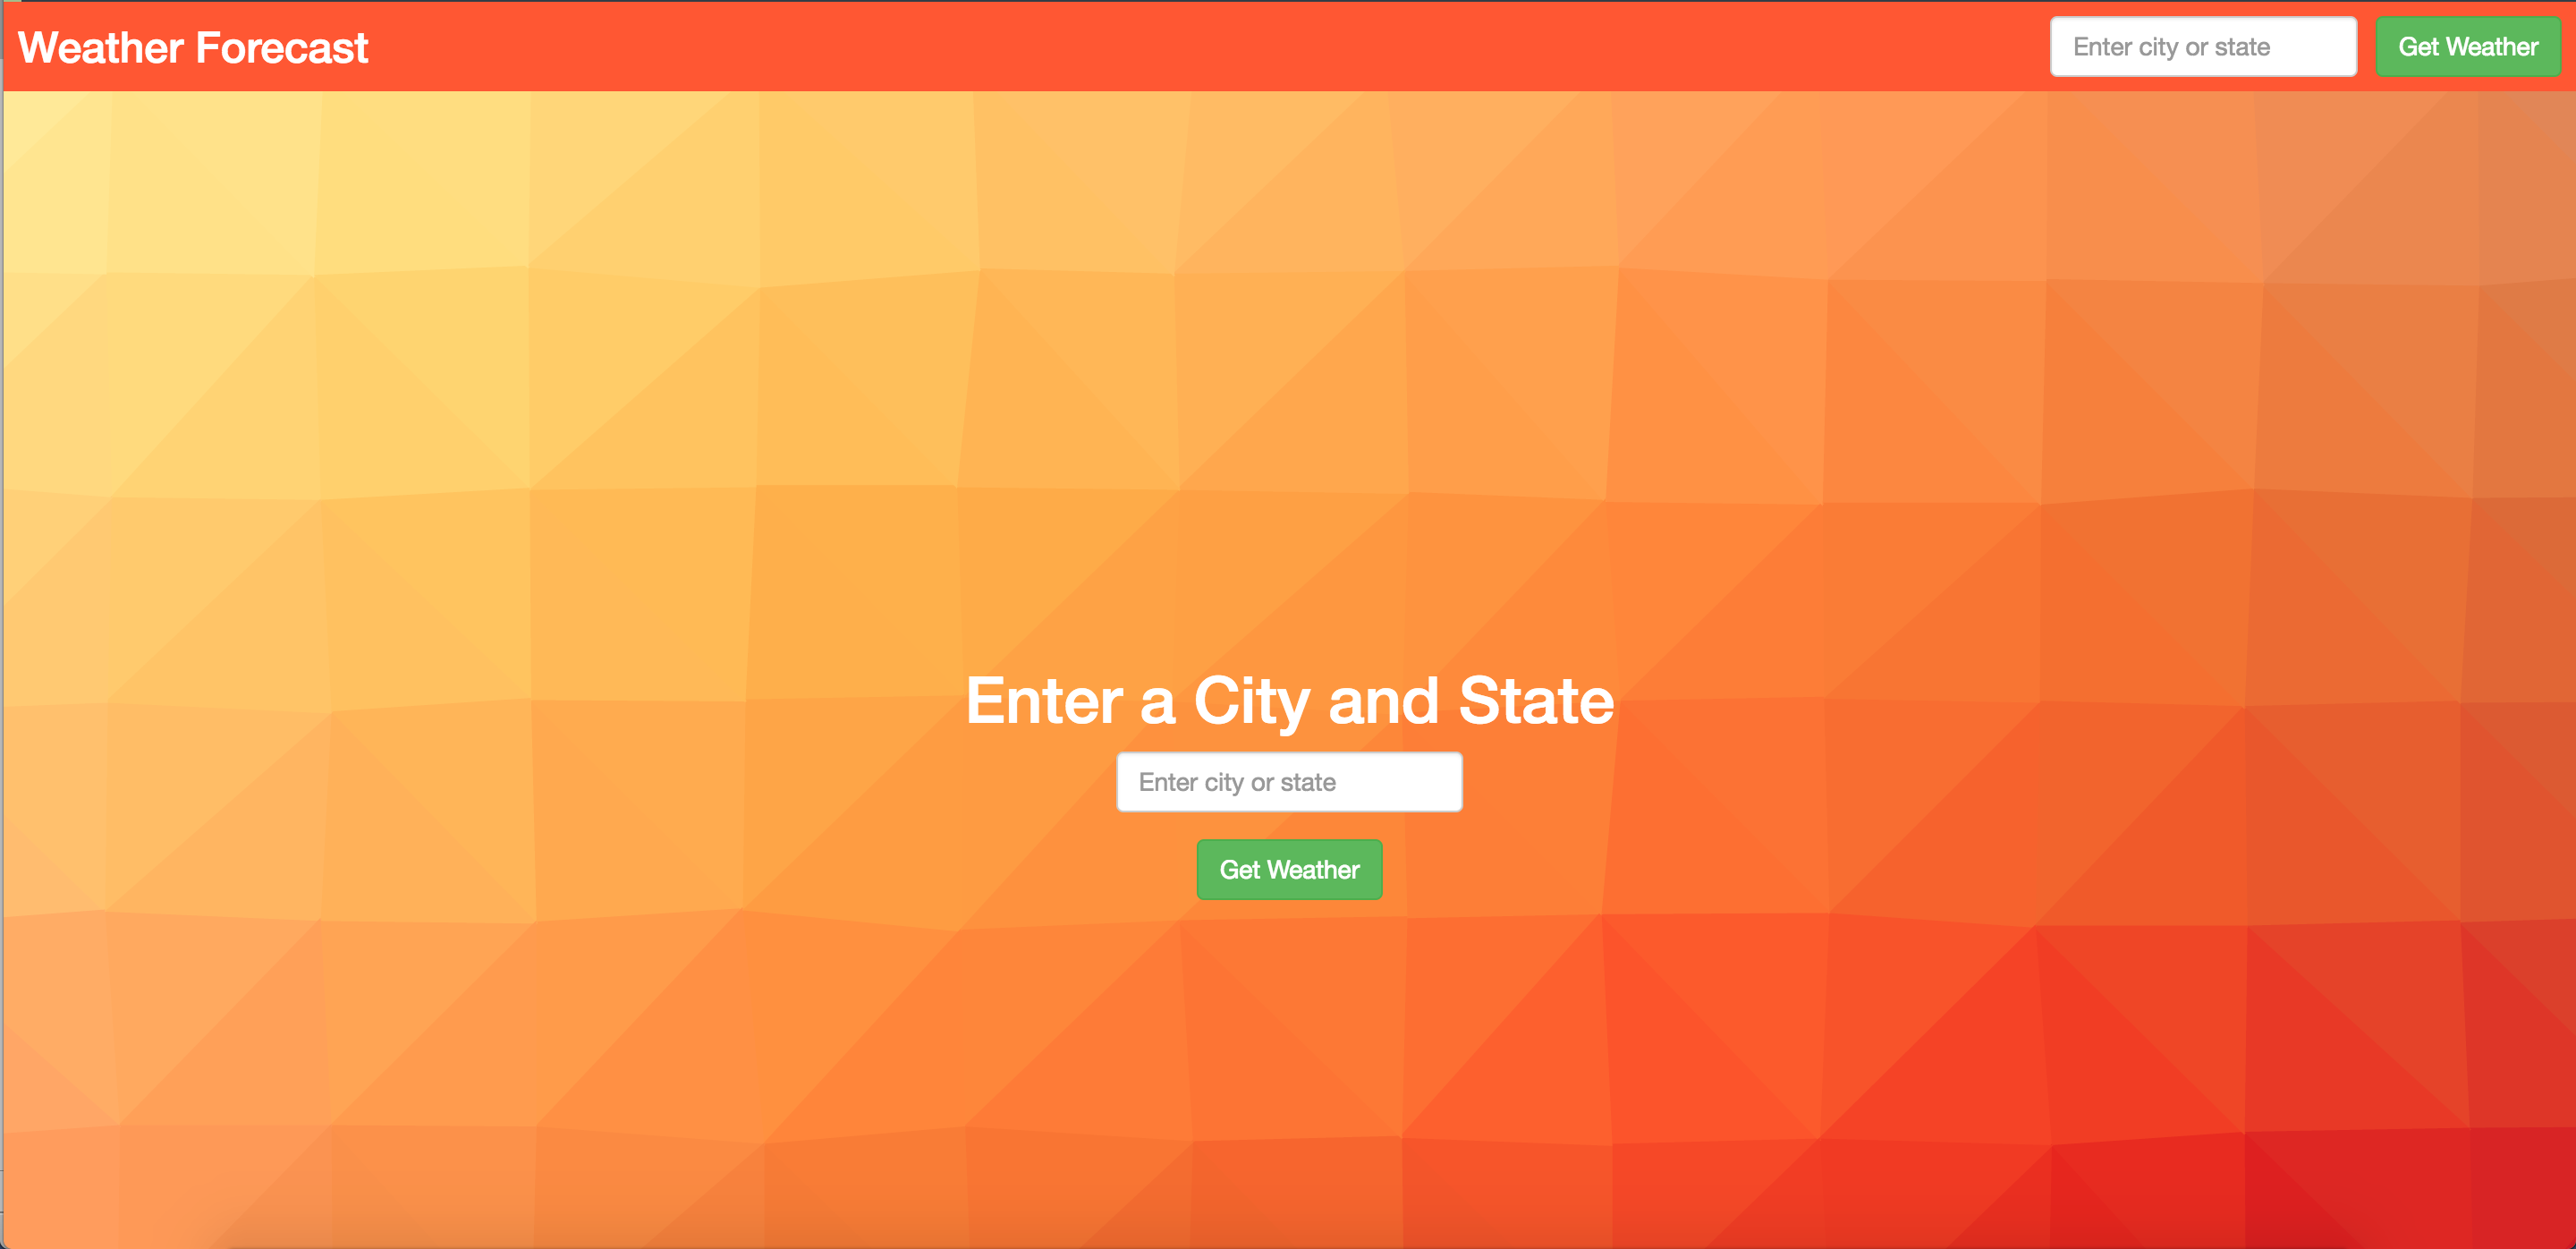 Weather Forecast
Enter city or state
Get Weather
Enter a City and State
Enter city or state
Get Weather